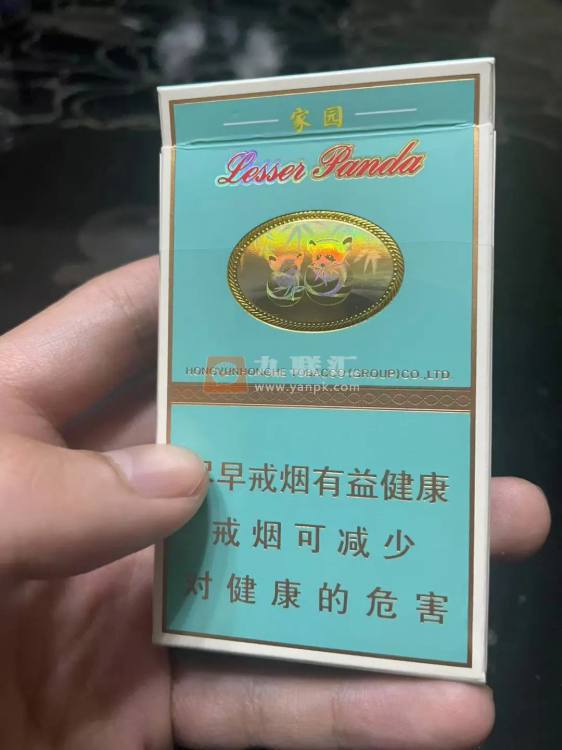 家园
Lesser Panda
HONGYUNHONGHE TOBACCO (GROUP) CO., LTD.
九联汇
www.yanpk.com
尽早戒烟有益健康
戒烟可减少
对健康的危害